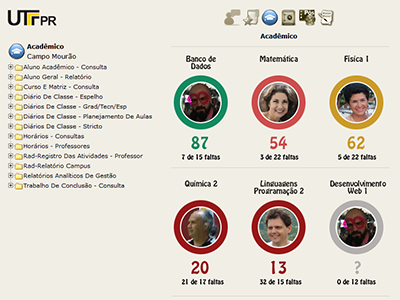 UTFPR
Acadêmico
Campo Mourão
Aluno Acadêmico - Consulta
Aluno Geral - Relatório
Curso E Matriz - Consulta
Diário De Classe - Espelho
Diários De Classe - Grad/Tecn/Esp
Diários De Classe - Planejamento De Aulas
Diários De Classe - Stricto
Horários - Consultas
Horários - Professores
Rad-Registro Das Atividades - Professor
Rad-Relatório Campus
Relatórios Analíticos De Gestão
Trabalho De Conclusão - Consulta
Acadêmico
Banco de Dados
87
7 de 15 faltas
Matemática
54
3 de 22 faltas
Física 1
62
5 de 22 faltas
Química 2
20
21 de 17 faltas
Linguagens Programação 2
13
32 de 15 faltas
Desenvolvimento Web 1
?
0 de 12 faltas